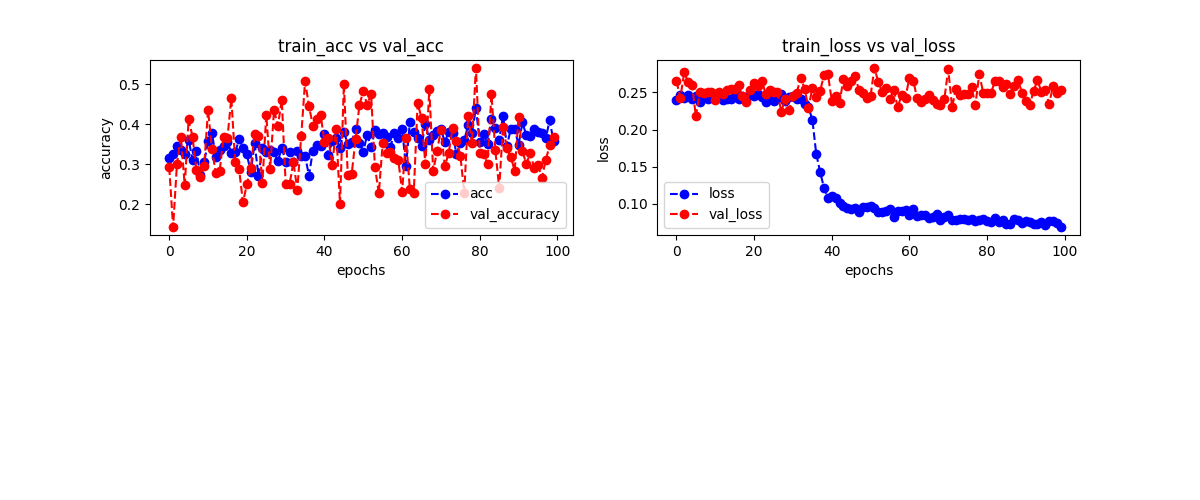 train_acc vs val_acc
accuracy
0.5
0.4
0.3
0.2
acc
val_accuracy
0 20 40 60 80 100
epochs
train_loss vs val_loss
loss
0.25
0.20
0.15
0.10
loss
val_loss
0 20 40 60 80 100
epochs